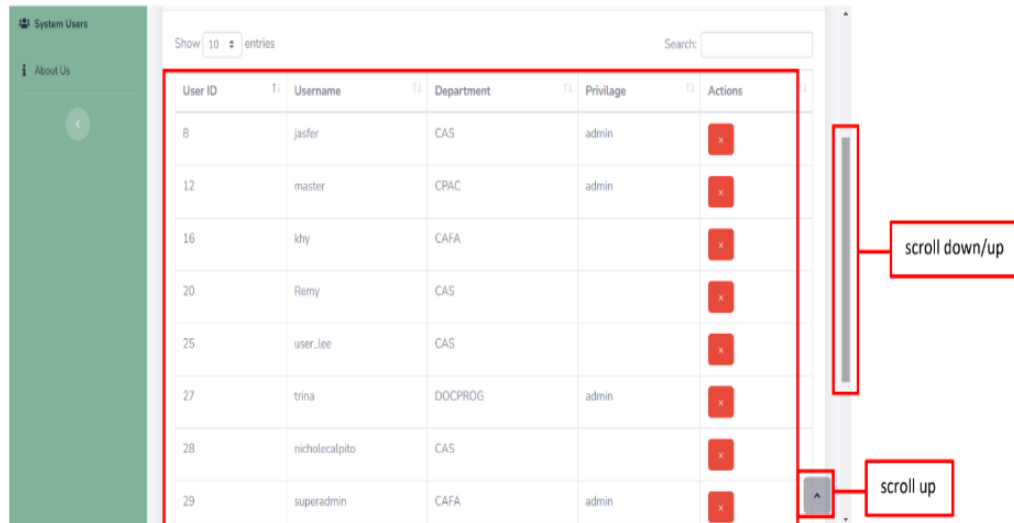 System Users
About Us
Show 10 entries Search:
User ID Username Department Privilage Actions
8 jasfer CAS admin x
12 master CPAC admin x
16 khy CAFA x
20 Remy CAS x
25 user_lee CAS x
27 trina DOCPROG admin x
28 nicholecalpito CAS x
29 superadmin CAFA admin x
scroll down/up
scroll up